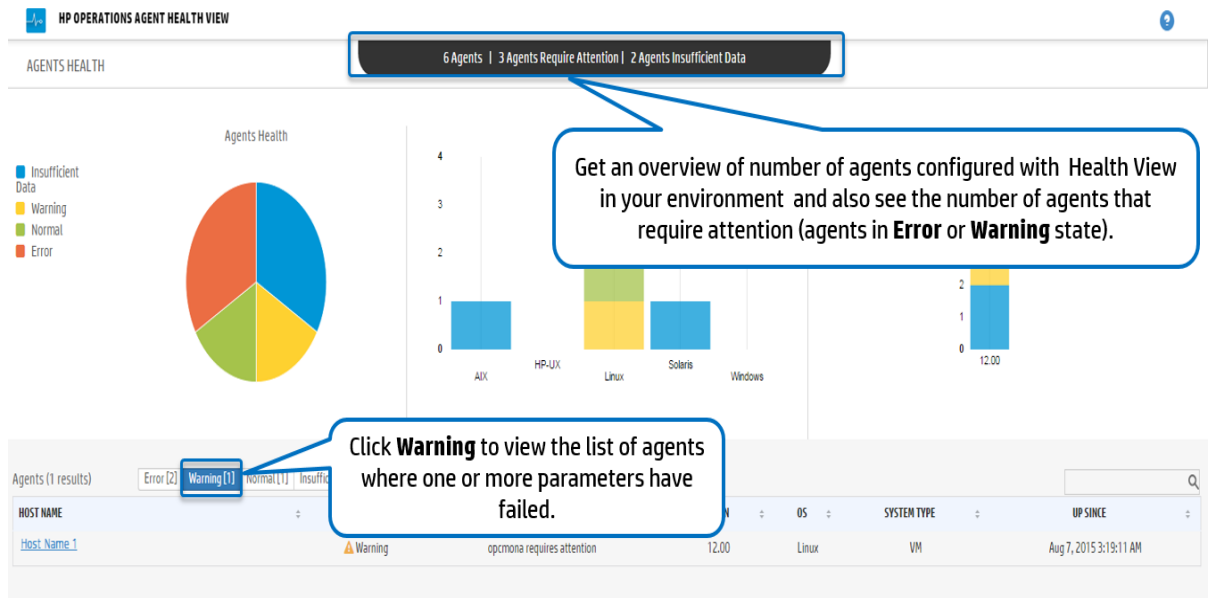 HP OPERATIONS AGENT HEALTH VIEW
?
AGENTS HEALTH
6 Agents | 3 Agents Require Attention | 2 Agents Insufficient Data
Agents Health
Insufficient
Data
Warning
Normal
Error
4
3
2
1
0
AIX
HP-UX
Linux
Solaris
Windows
Get an overview of number of agents configured with Health View
in your environment and also see the number of agents that
require attention (agents in Error or Warning state).
2
1
0
12.00
Click Warning to view the list of agents
where one or more parameters have
failed.
Agents (1 results)
Error [2] Warning [1] Normal [1]
HOST NAME OS SYSTEM TYPE UP SINCE
Host Name 1 Warning opcmona requires attention 12.00 Linux VM Aug 7, 2015 3:19:11 AM